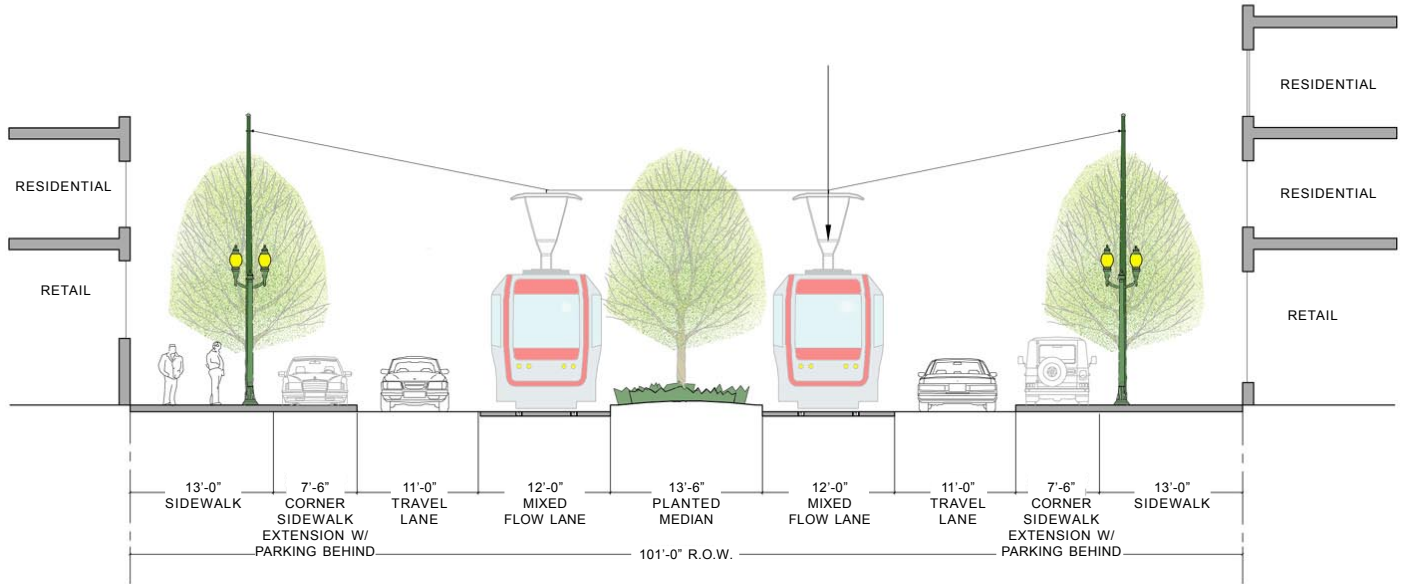 RESIDENTIAL
RESIDENTIAL
RESIDENTIAL
RETAIL
RETAIL
13’-0”
SIDEWALK
7’-6”
CORNER
SIDEWALK
EXTENSION W/
PARKING BEHIND
11’-0”
TRAVEL
LANE
12’-0”
MIXED
FLOW LANE
13’-6”
PLANTED
MEDIAN
12’-0”
MIXED
FLOW LANE
11’-0”
TRAVEL
LANE
7’-6”
CORNER
SIDEWALK
EXTENSION W/
PARKING BEHIND
13’-0”
SIDEWALK
101’-0” R.O.W.